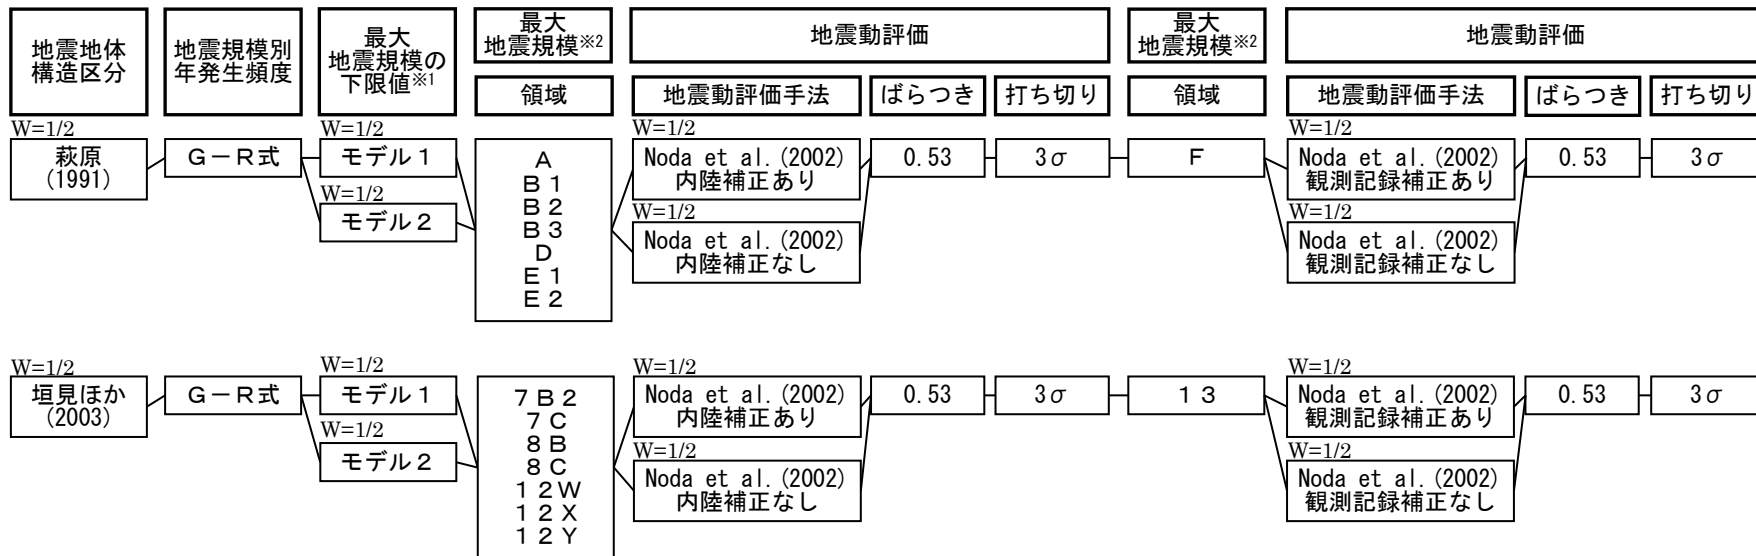 地震地体
構造区分
地震規模別
年発生頻度
最大
地震規模の
下限値※1
最大
地震規模※2
領域
地震動評価
地震動評価手法
ばらつき
打ち切り
最大
地震規模※2
領域
地震動評価
地震動評価手法
ばらつき
打ち切り
W=1/2
萩原
(1991)
G－R式
W=1/2
モデル1
W=1/2
モデル2
A
B1
B2
B3
D
E1
E2
W=1/2
Noda et al.(2002)
内陸補正あり
W=1/2
Noda et al.(2002)
内陸補正なし
0.53
3σ
F
W=1/2
Noda et al.(2002)
観測記録補正あり
W=1/2
Noda et al.(2002)
観測記録補正なし
0.53
3σ
W=1/2
垣見ほか
(2003)
G－R式
W=1/2
モデル1
W=1/2
モデル2
7B2
7C
8B
8C
12W
12X
12Y
W=1/2
Noda et al.(2002)
内陸補正あり
W=1/2
Noda et al.(2002)
内陸補正なし
0.53
3σ
13
W=1/2
Noda et al.(2002)
観測記録補正あり
W=1/2
Noda et al.(2002)
観測記録補正なし
0.53
3σ